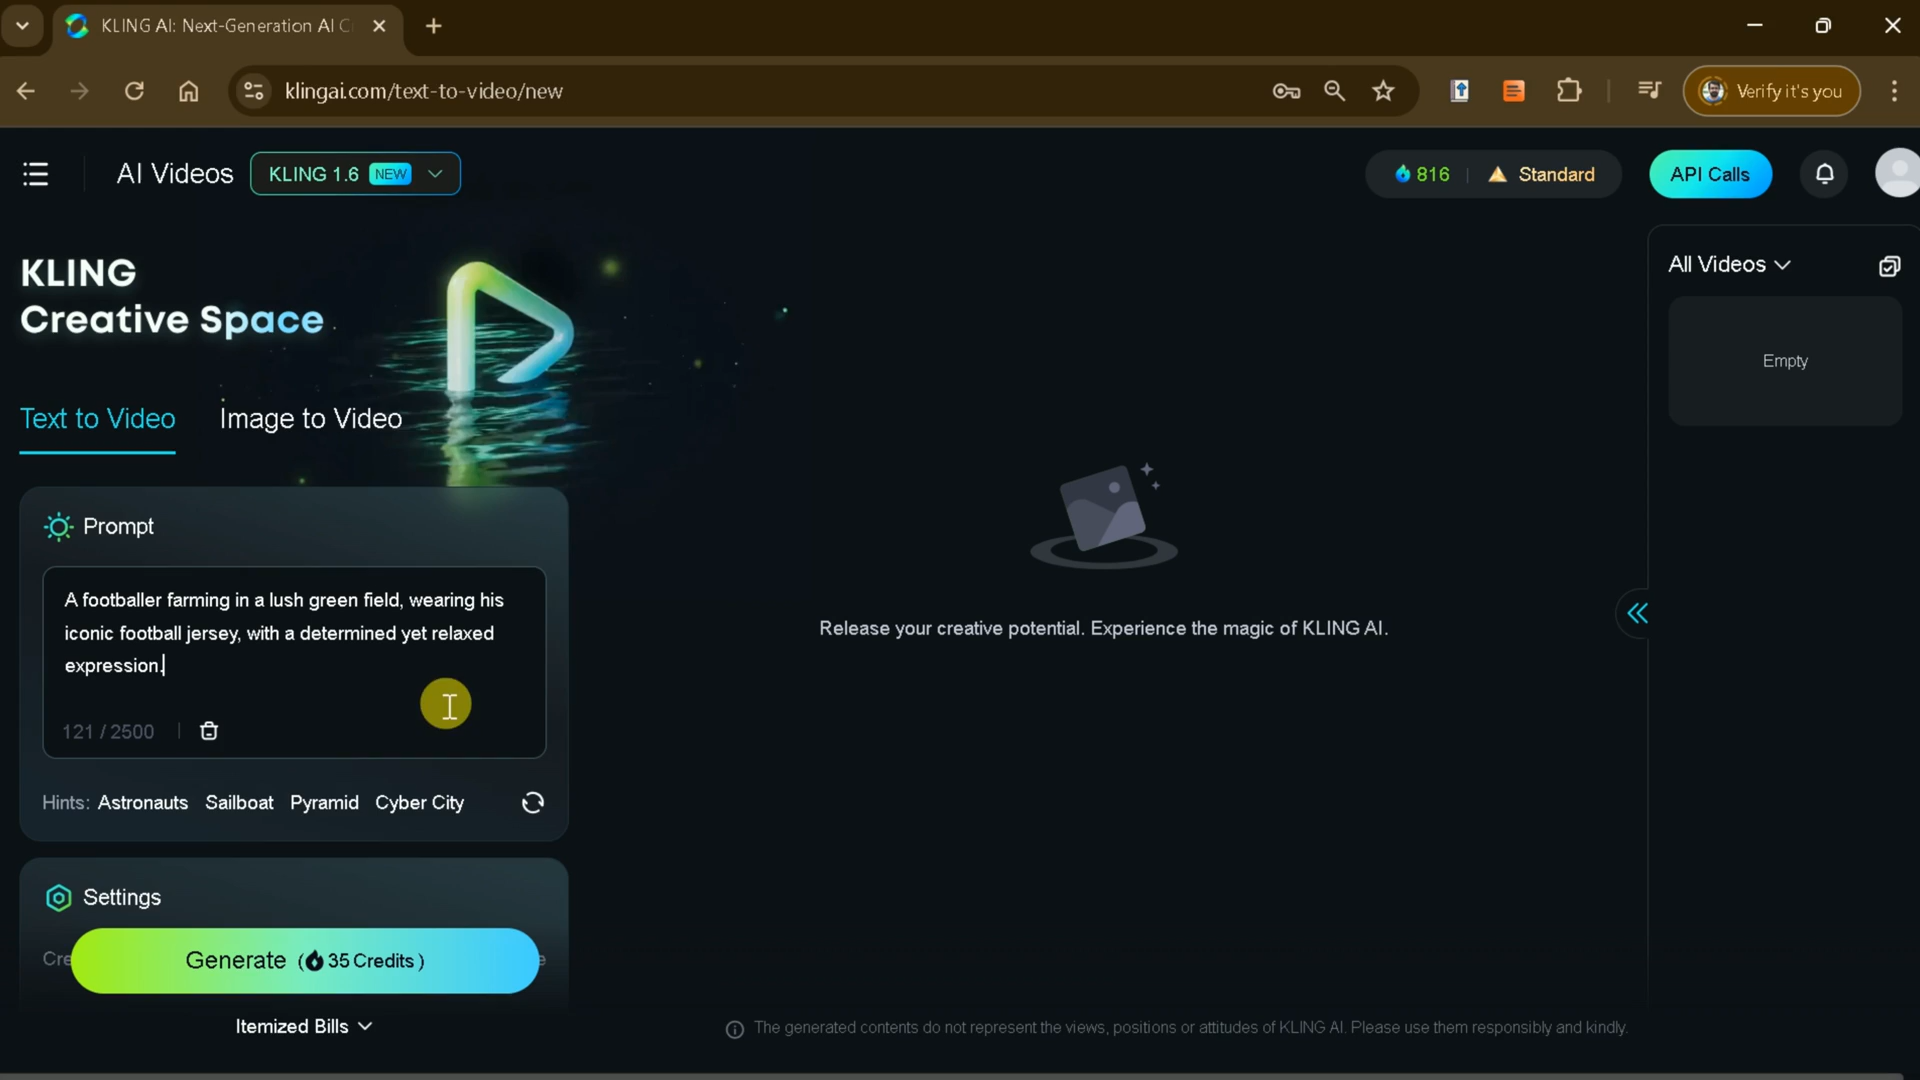 KLING AI: Next-Generation AI C
klingai.com/text-to-video/new
Verify it's you
AI Videos
KLING 1.6 NEW
816
Standard
API Calls
KLING
Creative Space
All Videos
Empty
Text to Video
Image to Video
Prompt
A footballer farming in a lush green field, wearing his
iconic football jersey, with a determined yet relaxed
expression.
121 / 2500
Hints: Astronauts Sailboat Pyramid Cyber City
Release your creative potential. Experience the magic of KLING AI.
Settings
Cre
Generate ( 35 Credits )
e
Itemized Bills
The generated contents do not represent the views, positions or attitudes of KLING AI. Please use them responsibly and kindly.